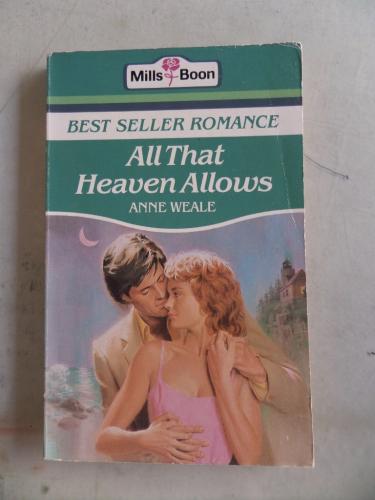 Mills Boon
BEST SELLER ROMANCE
All That
Heaven Allows
ANNE WEALE